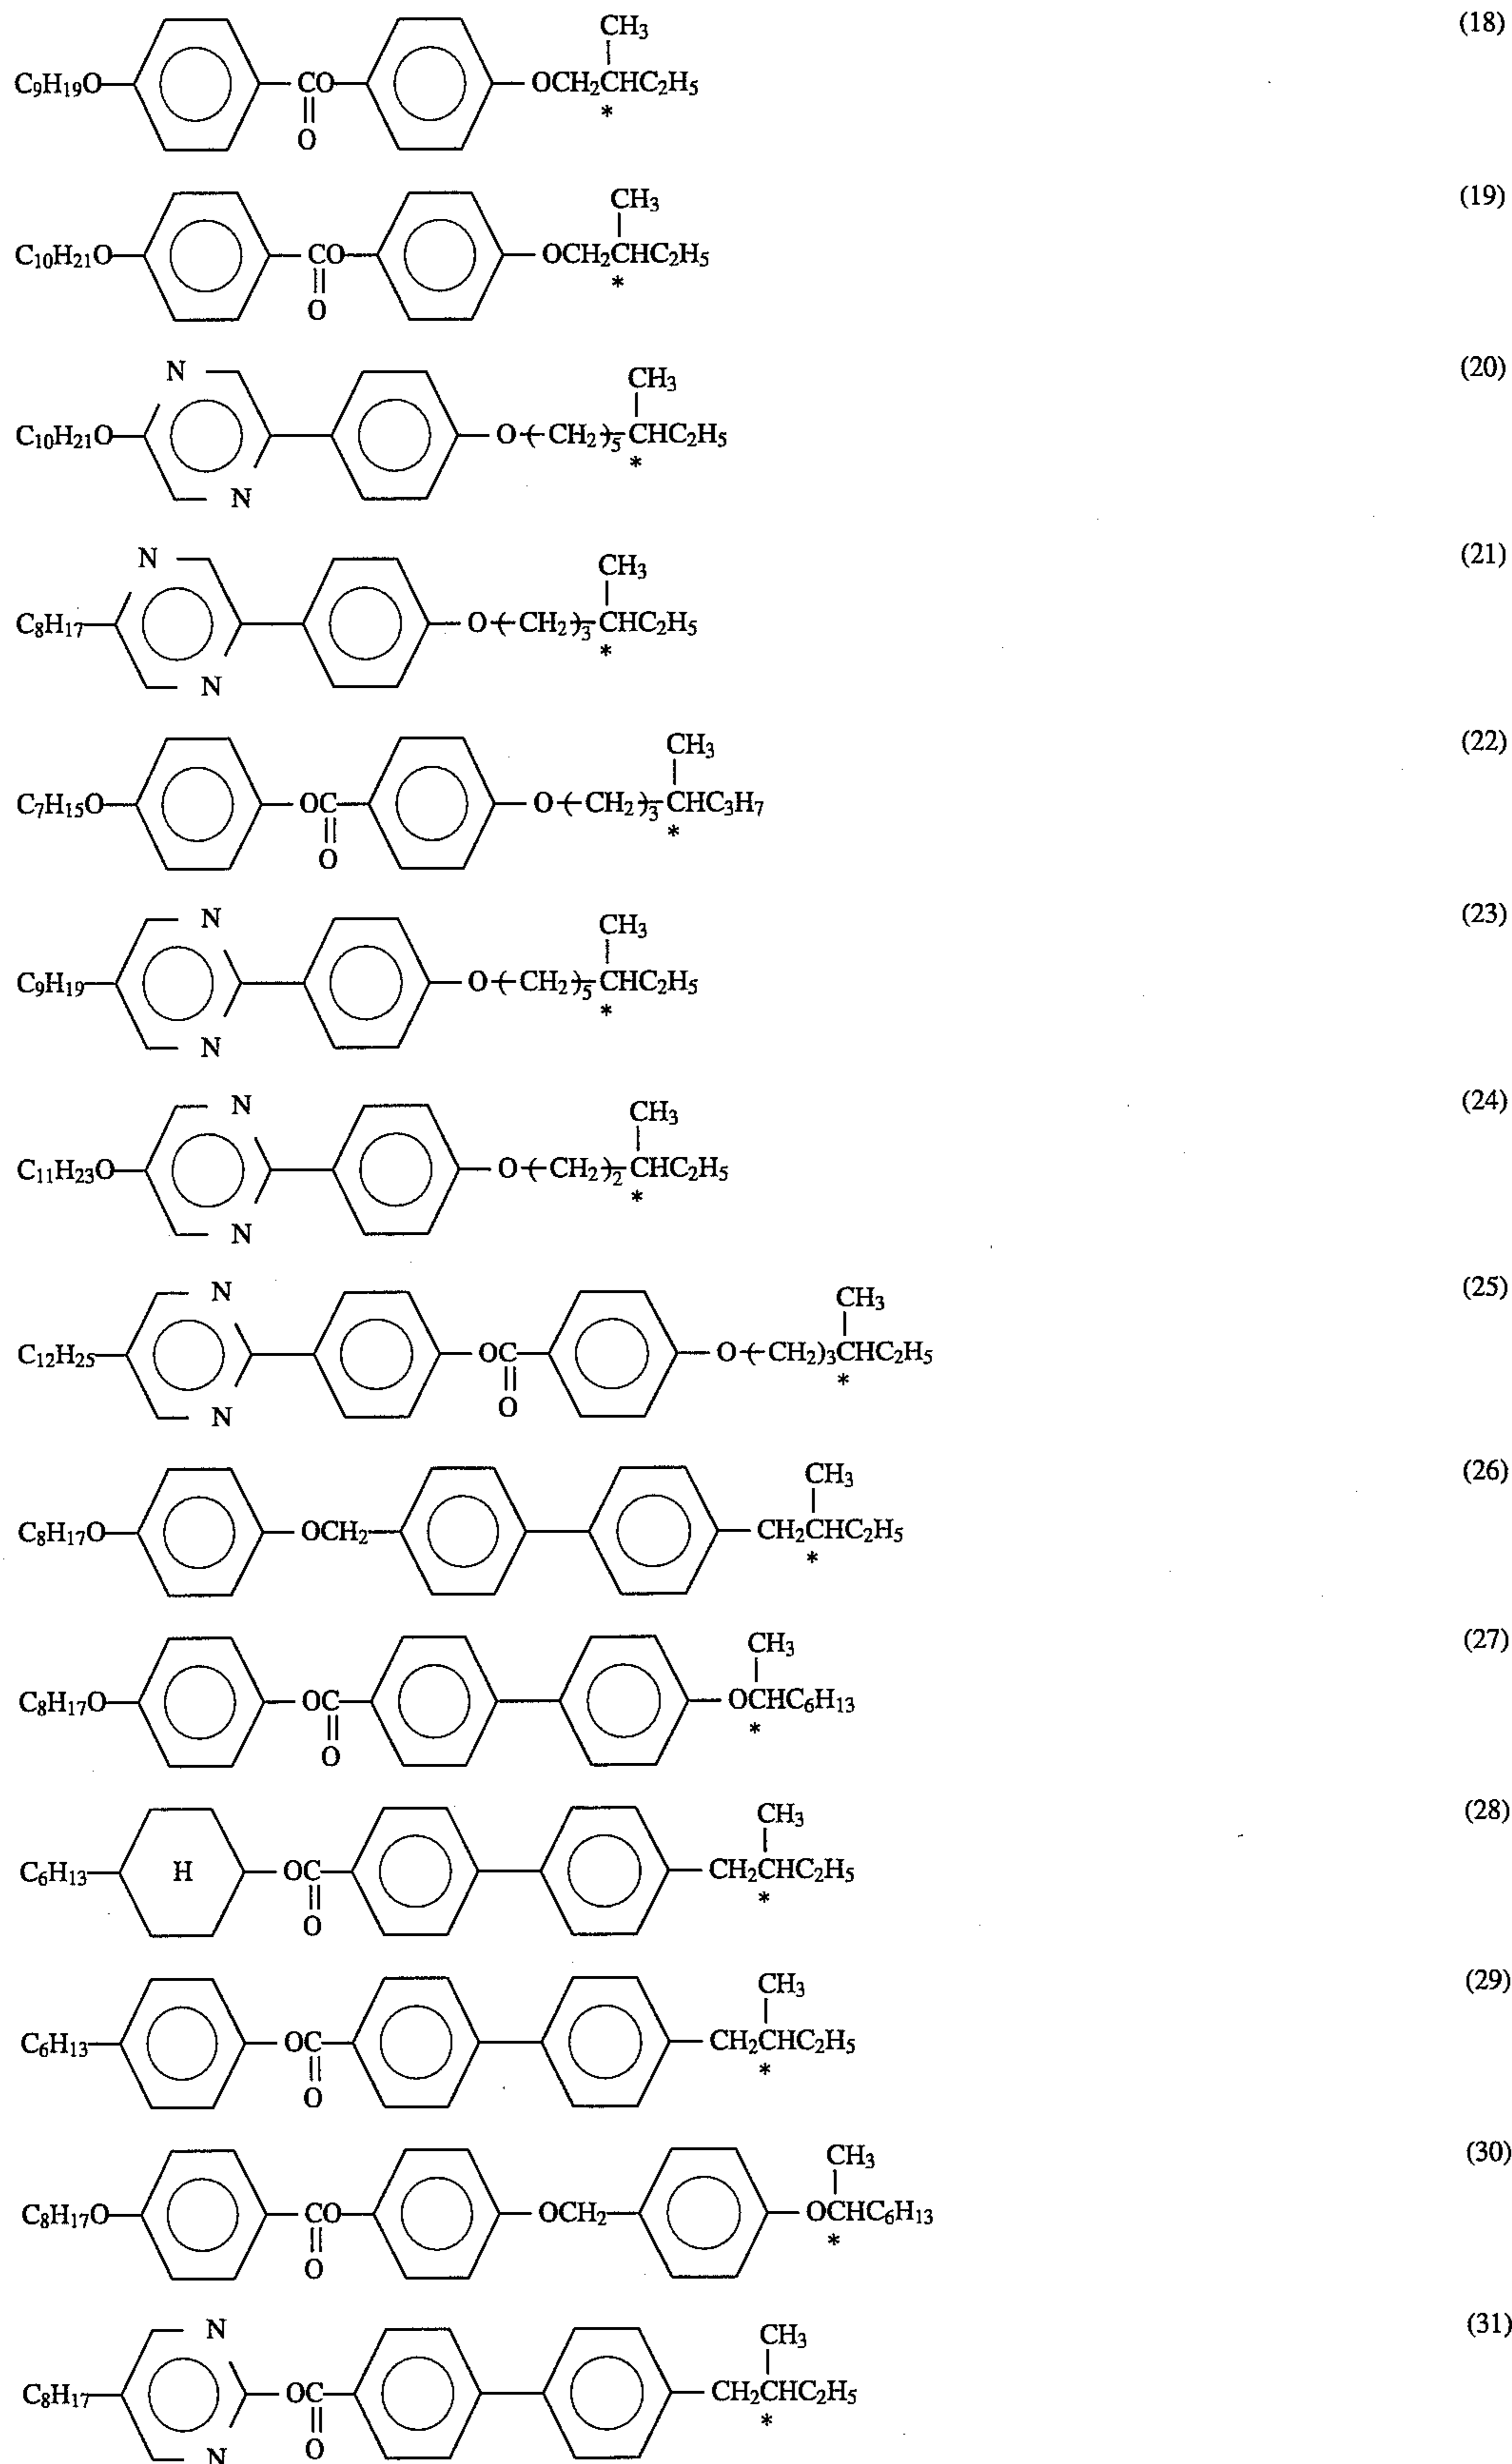 CH3 (18)
C9H19O CO OCH2CHC2H5
*
O
CH3 (19)
C10H21O CO OCH2CHC2H5
*
O
N CH3 (20)
C10H21O O(CH2)5CHC2H5
*
N
N CH3 (21)
C8H17 O(CH2)3CHC2H5
*
N
CH3 (22)
C7H15O OC O(CH2)3CHC3H7
*
O
N CH3 (23)
C9H19 O(CH2)5CHC2H5
*
N
N CH3 (24)
C11H23O O(CH2)2CHC2H5
*
N
N CH3 (25)
C12H25 OC O(CH2)3CHC2H5
*
N O
CH3 (26)
C8H17O OCH2 CH2CHC2H5
*
CH3 (27)
C8H17O OC OCHC6H13
*
O
CH3 (28)
C6H13 H OC CH2CHC2H5
*
O
CH3 (29)
C6H13 OC CH2CHC2H5
*
O
CH3 (30)
C8H17O CO OCH2 OCHC6H13
*
O
N CH3 (31)
C8H17 OC CH2CHC2H5
*
N O